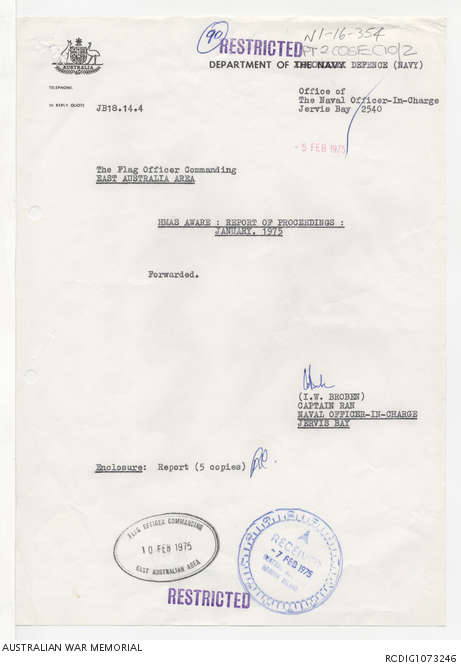 90
RESTRICTED
N1-16-354
AUSTRALIA
DEPARTMENT OF THE NAVY DEFENCE (NAVY)
TELEPHONE:
IN REPLY QUOTE JB18.14.4
Office of
The Naval Officer-In-Charge
Jervis Bay 2540
- 5 FEB 1975
The Flag Officer Commanding
EAST AUSTRALIA AREA
HMAS AWARE : REPORT OF PROCEEDINGS :
JANUARY, 1975
Forwarded.
(I.W. BROBEN)
CAPTAIN RAN
NAVAL OFFICER-IN-CHARGE
JERVIS BAY
Enclosure: Report (5 copies)
FLAG OFFICER COMMANDING
10 FEB 1975
EAST AUSTRALIAN AREA
RECEIVED
-7 FEB 1975
RESTRICTED
AUSTRALIAN WAR MEMORIAL
RCDIG1073246